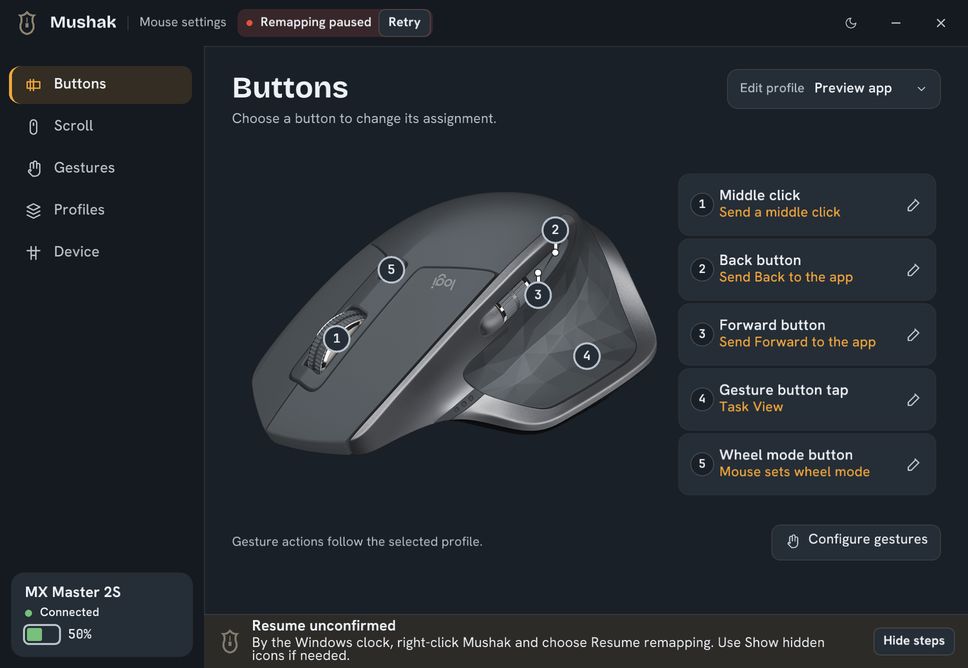 Mushak
Mouse settings
Remapping paused
Retry
Buttons
Scroll
Gestures
Profiles
Device
Buttons
Choose a button to change its assignment.
Edit profile Preview app
logi
1
2
3
4
5
1 Middle click
Send a middle click
2 Back button
Send Back to the app
3 Forward button
Send Forward to the app
4 Gesture button tap
Task View
5 Wheel mode button
Mouse sets wheel mode
Gesture actions follow the selected profile.
Configure gestures
MX Master 2S
Connected
50%
Resume unconfirmed
By the Windows clock, right-click Mushak and choose Resume remapping. Use Show hidden
icons if needed.
Hide steps